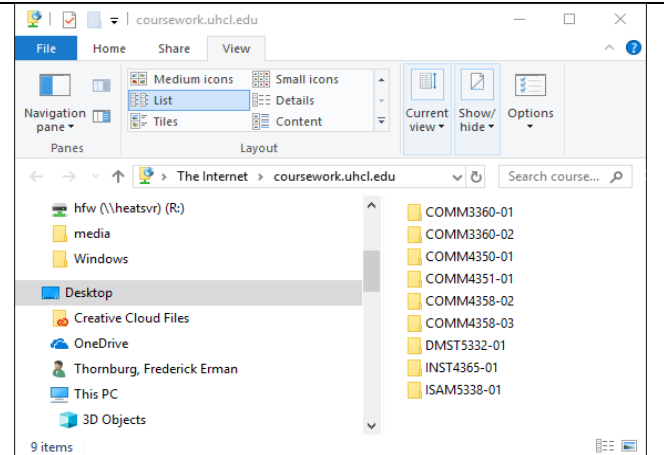 coursework.uhcl.edu
File Home Share View
Navigation pane
Medium icons Small icons
List Details
Tiles Content
Current view
Show/ hide
Options
Panes Layout
The Internet > coursework.uhcl.edu Search course...
hfw (\\heatsvr) (R:)
media
Windows
Desktop
Creative Cloud Files
OneDrive
Thornburg, Frederick Erman
This PC
3D Objects
COMM3360-01
COMM3360-02
COMM4350-01
COMM4351-01
COMM4358-02
COMM4358-03
DMST5332-01
INST4365-01
ISAM5338-01
9 items